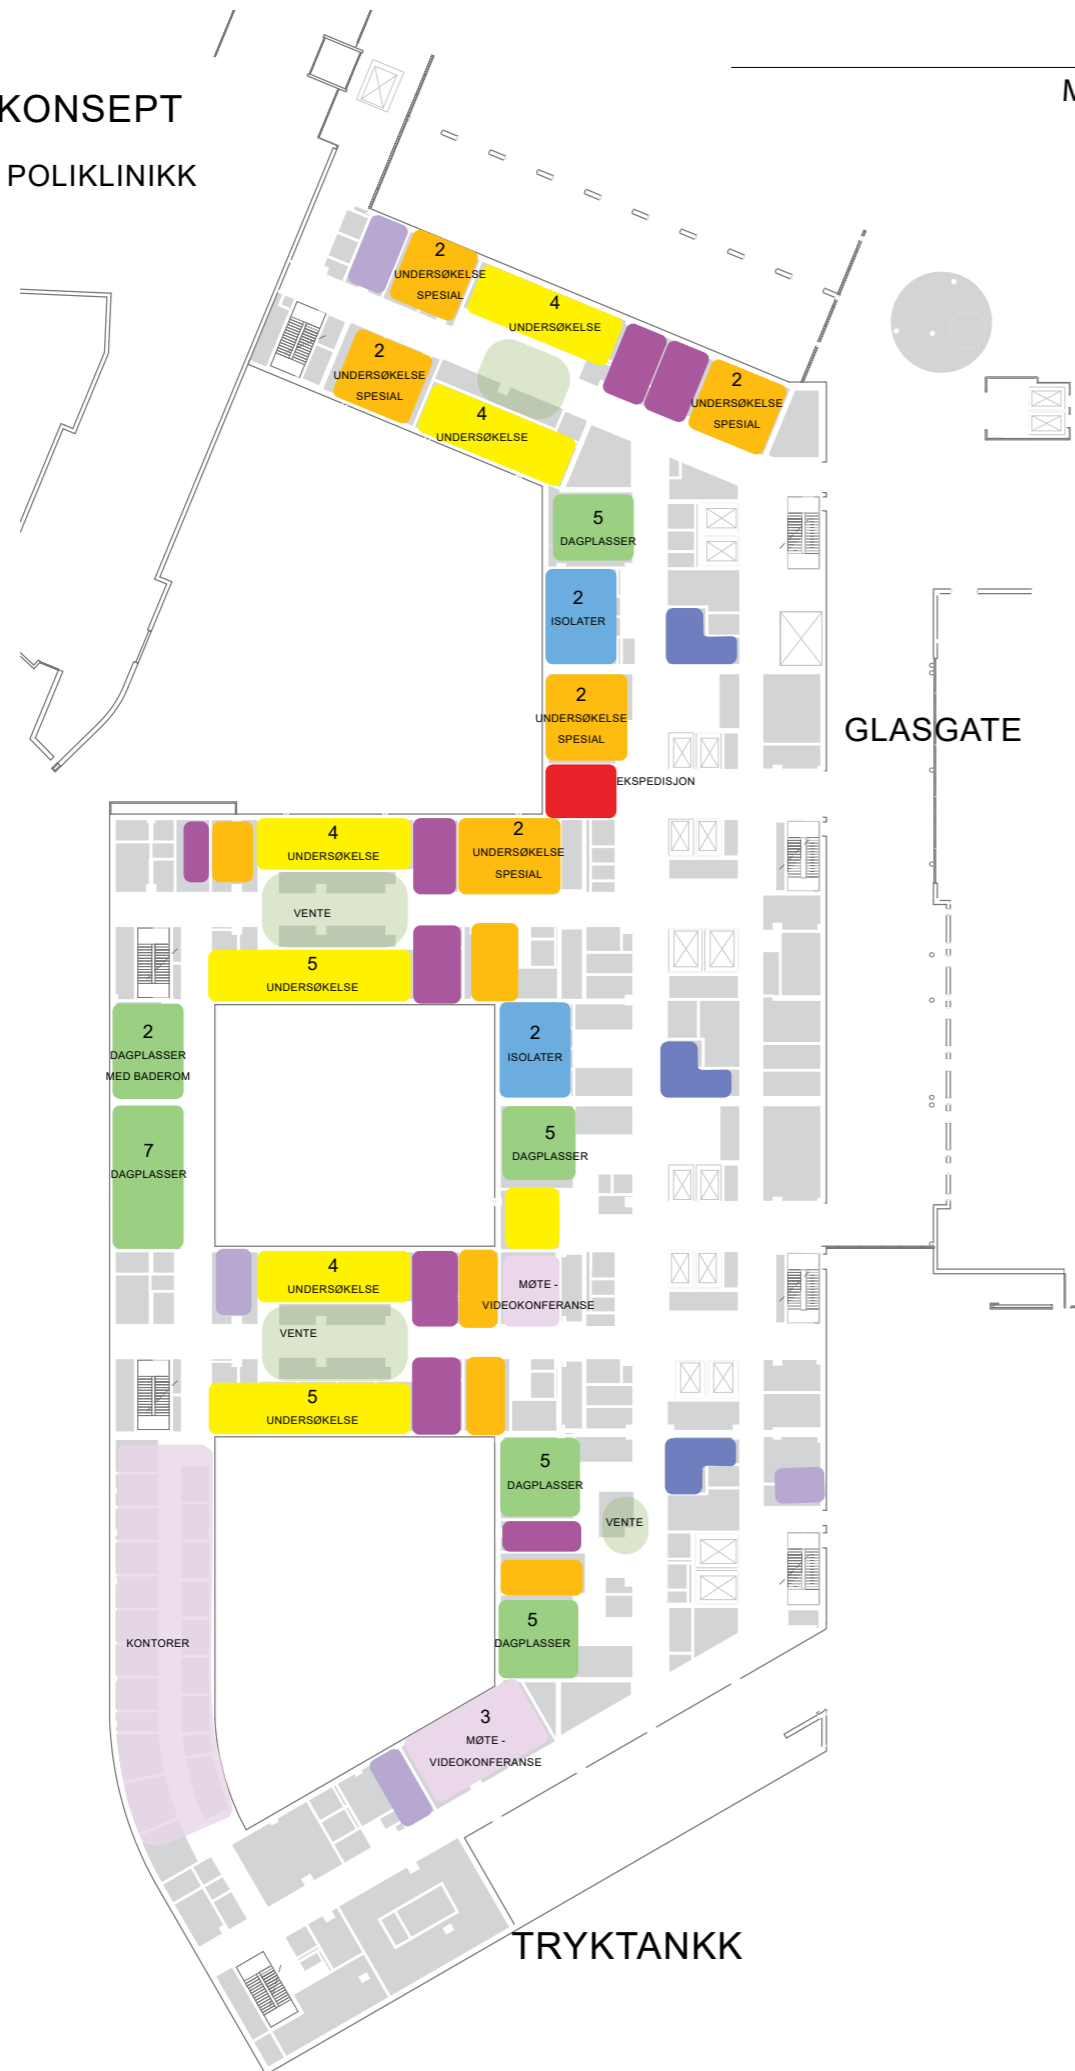 M
KONSEPT
POLIKLINIKK
2
UNDERSØKELSE
SPESIAL
4
UNDERSØKELSE
2
UNDERSØKELSE
SPESIAL
2
UNDERSØKELSE
SPESIAL
4
UNDERSØKELSE
5
DAGPLASSER
2
ISOLATER
2
UNDERSØKELSE
SPESIAL
GLASGATE
EKSPEDISJON
4
UNDERSØKELSE
2
UNDERSØKELSE
SPESIAL
VENTE
5
UNDERSØKELSE
2
DAGPLASSER
MED BADEROM
2
ISOLATER
7
DAGPLASSER
5
DAGPLASSER
4
UNDERSØKELSE
MØTE -
VIDEOKONFERANSE
VENTE
5
UNDERSØKELSE
5
DAGPLASSER
VENTE
5
DAGPLASSER
KONTORER
3
MØTE -
VIDEOKONFERANSE
TRYKTANKK